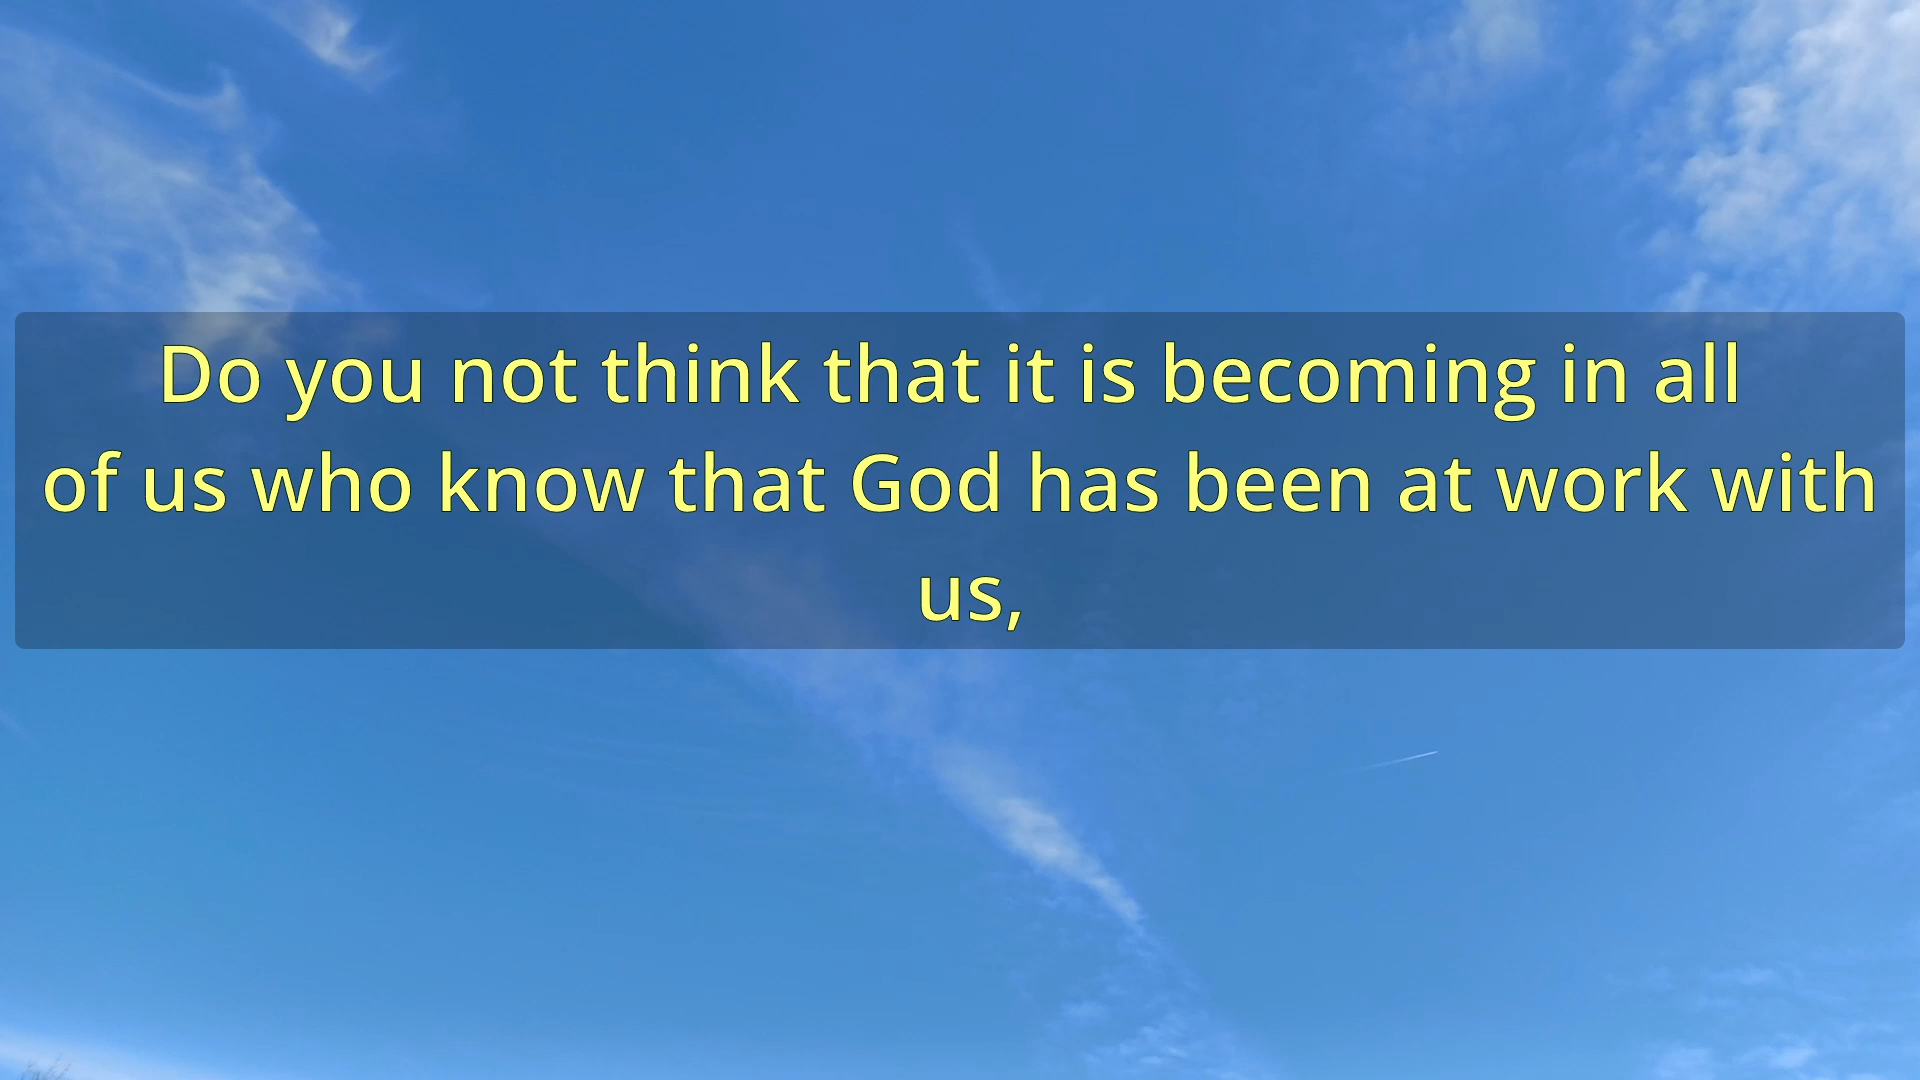 Do you not think that it is becoming in all
of us who know that God has been at work with
us,